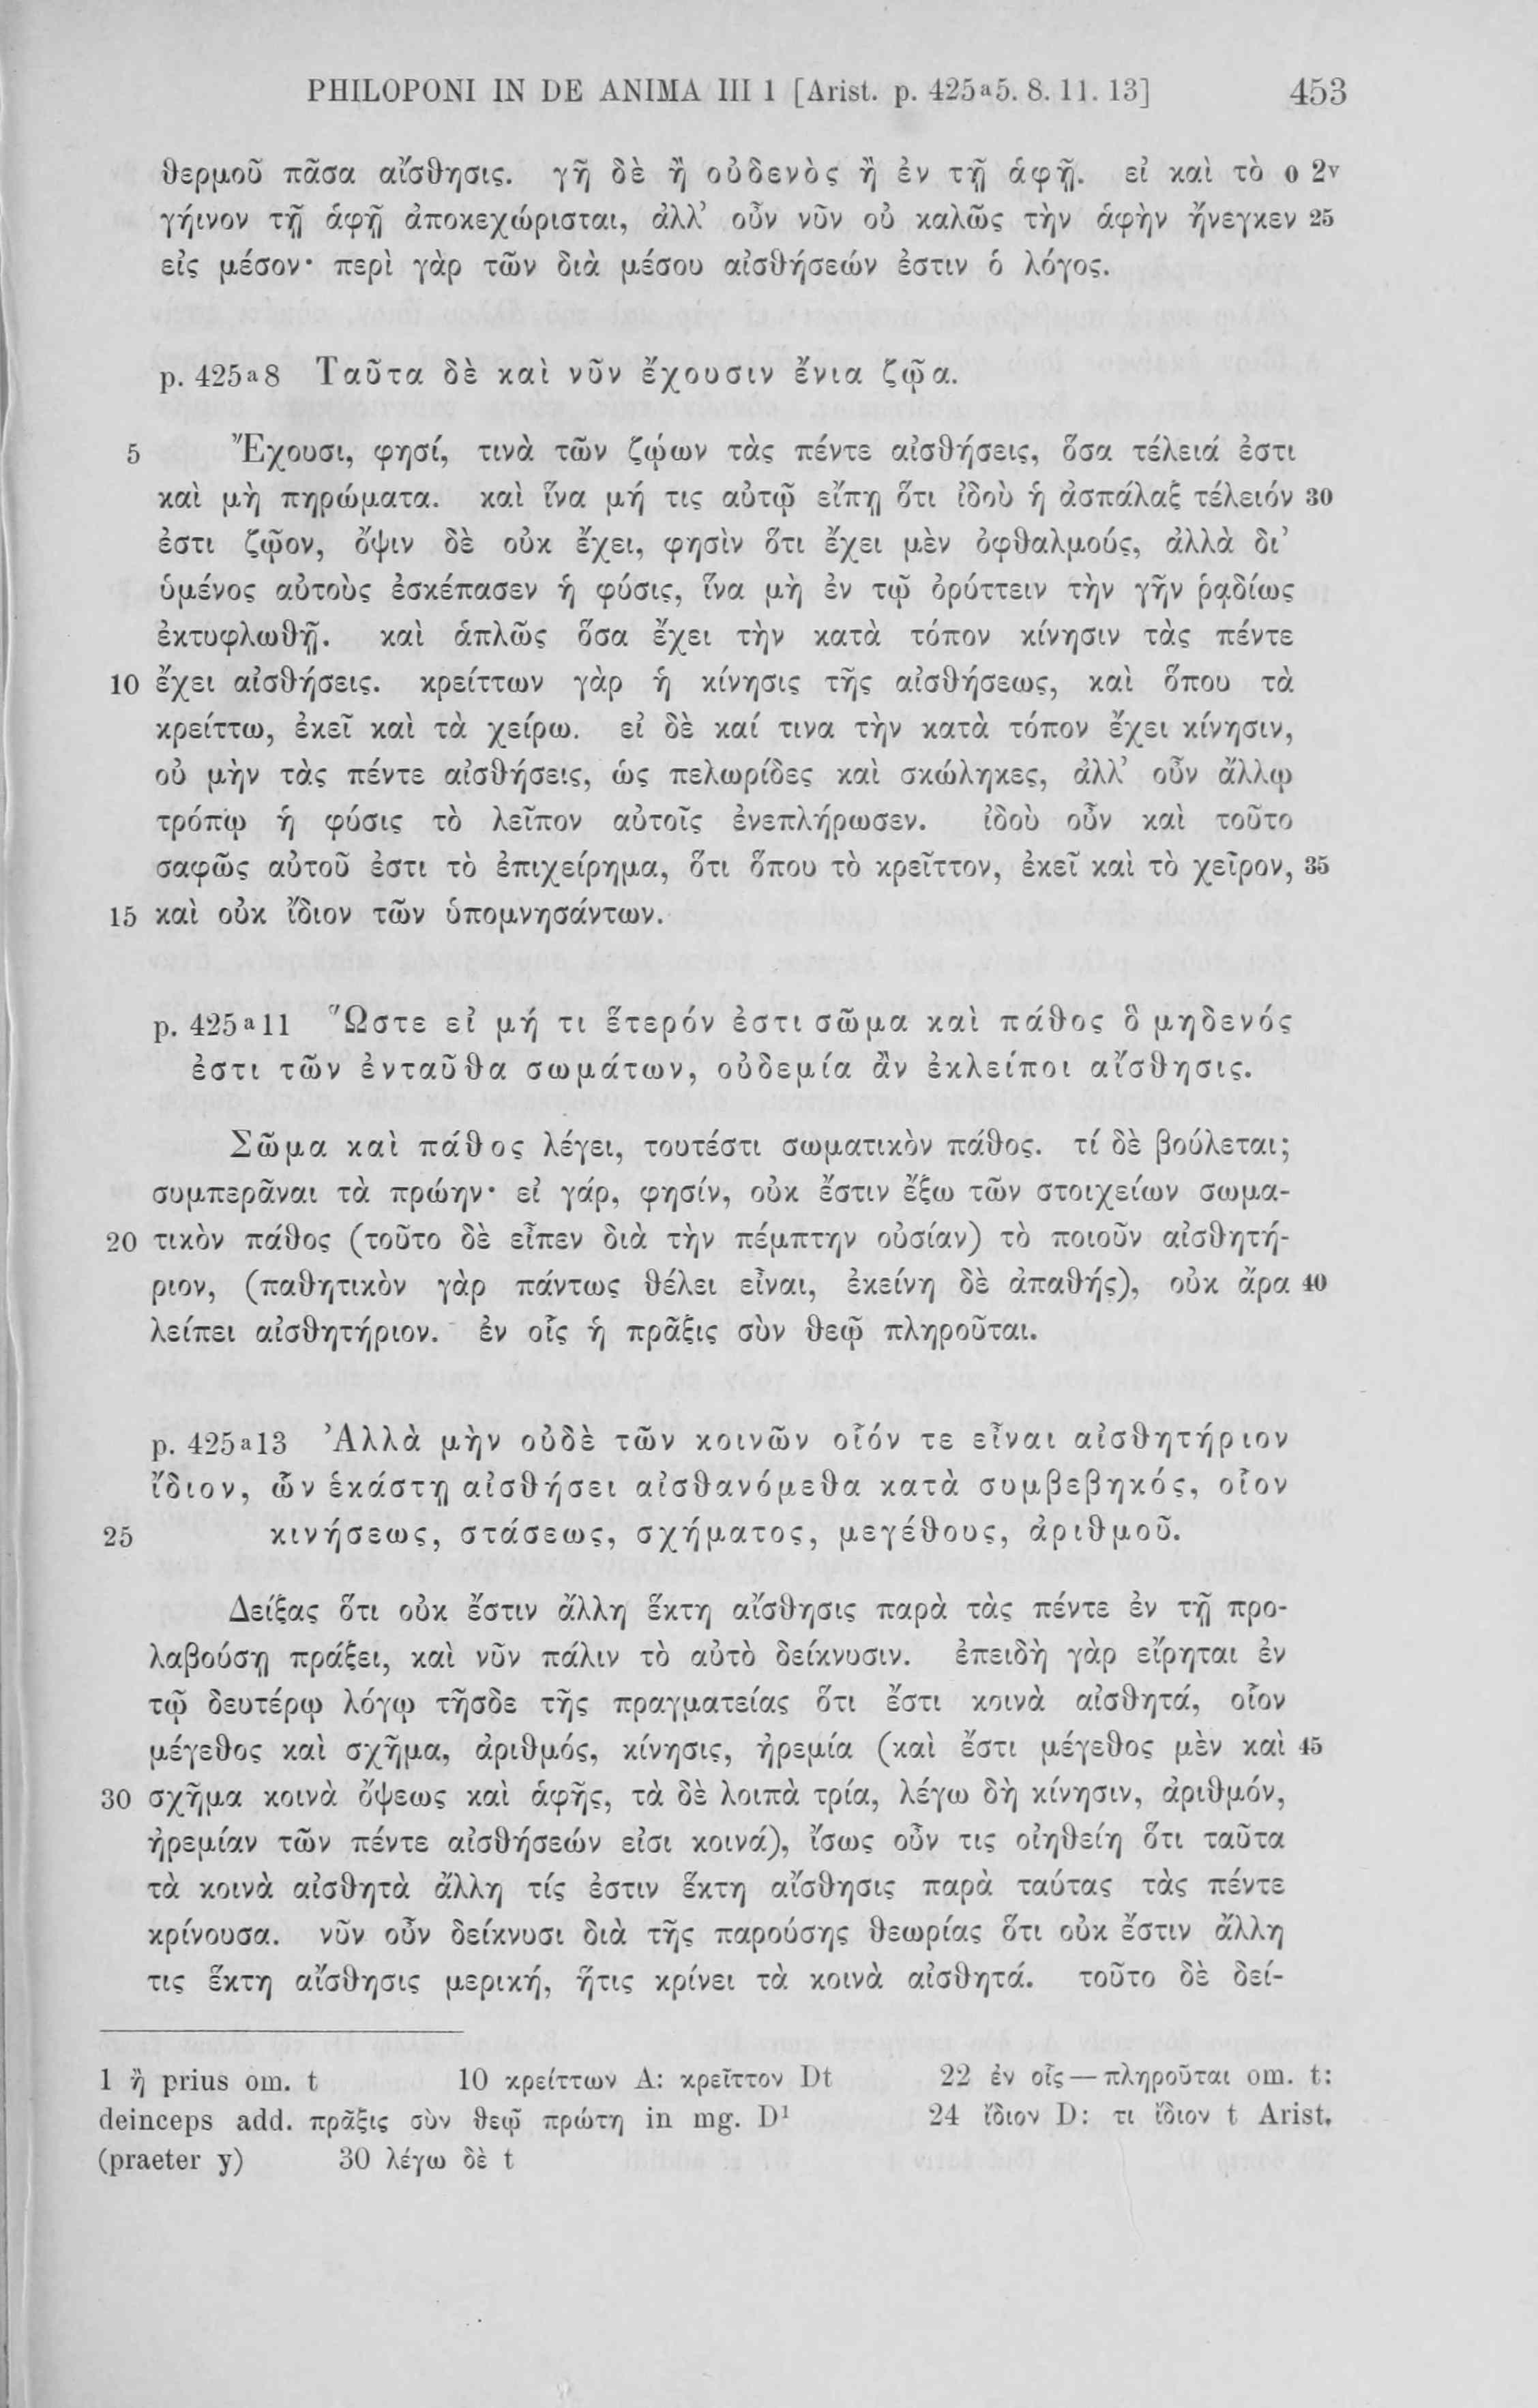 PHILOPONI IN DE ANIMA III 1 [Arist. p. 425ᵃ5. 8. 11. 13] 453
θερμοῦ πᾶσα αἴσθησις. γῆ δὲ ἢ οὐδενὸς ἢ ἐν τῇ ἁφῇ. εἰ καὶ τὸ o 2v
γήινον τῇ ἁφῇ ἀποκεχώρισται, ἀλλ’ οὖν νῦν οὐ καλῶς τὴν ἁφὴν ἤνεγκεν 25
εἰς μέσον· περὶ γὰρ τῶν διὰ μέσου αἰσθήσεών ἐστιν ὁ λόγος.
p. 425ᵃ8 Ταῦτα δὲ καὶ νῦν ἔχουσιν ἔνια ζῷα.
5 Ἔχουσι, φησί, τινὰ τῶν ζῴων τὰς πέντε αἰσθήσεις, ὅσα τέλειά ἐστι
καὶ μὴ πηρώματα. καὶ ἵνα μή τις αὐτῷ εἴπῃ ὅτι ἰδοὺ ἡ ἀσπάλαξ τέλειόν 30
ἐστι ζῷον, ὄψιν δὲ οὐκ ἔχει, φησὶν ὅτι ἔχει μὲν ὀφθαλμούς, ἀλλὰ δι’
ὑμένος αὐτοὺς ἐσκέπασεν ἡ φύσις, ἵνα μὴ ἐν τῷ ὀρύττειν τὴν γῆν ῥᾳδίως
ἐκτυφλωθῇ. καὶ ἁπλῶς ὅσα ἔχει τὴν κατὰ τόπον κίνησιν τὰς πέντε
10 ἔχει αἰσθήσεις. κρείττων γὰρ ἡ κίνησις τῆς αἰσθήσεως, καὶ ὅπου τὰ
κρείττω, ἐκεῖ καὶ τὰ χείρω. εἰ δὲ καί τινα τὴν κατὰ τόπον ἔχει κίνησιν,
οὐ μὴν τὰς πέντε αἰσθήσεις, ὡς πελωρίδες καὶ σκώληκες, ἀλλ’ οὖν ἄλλῳ
τρόπῳ ἡ φύσις τὸ λεῖπον αὐτοῖς ἐνεπλήρωσεν. ἰδοὺ οὖν καὶ τοῦτο
σαφῶς αὐτοῦ ἐστι τὸ ἐπιχείρημα, ὅτι ὅπου τὸ κρεῖττον, ἐκεῖ καὶ τὸ χεῖρον, 35
15 καὶ οὐκ ἴδιον τῶν ὑπομνησάντων.
p. 425ᵃ11 Ὥστε εἰ μή τι ἕτερόν ἐστι σῶμα καὶ πάθος ὃ μηδενός
ἐστι τῶν ἐνταῦθα σωμάτων, οὐδεμία ἂν ἐκλείποι αἴσθησις.
Σῶμα καὶ πάθος λέγει, τουτέστι σωματικὸν πάθος. τί δὲ βούλεται;
συμπερᾶναι τὰ πρώην· εἰ γάρ, φησίν, οὐκ ἔστιν ἔξω τῶν στοιχείων σωμα-
20 τικὸν πάθος (τοῦτο δὲ εἶπεν διὰ τὴν πέμπτην οὐσίαν) τὸ ποιοῦν αἰσθητή-
ριον, (παθητικὸν γὰρ πάντως θέλει εἶναι, ἐκείνη δὲ ἀπαθής), οὐκ ἄρα 40
λείπει αἰσθητήριον. ἐν οἷς ἡ πρᾶξις σὺν θεῷ πληροῦται.
p. 425ᵃ13 Ἀλλὰ μὴν οὐδὲ τῶν κοινῶν οἷόν τε εἶναι αἰσθητήριον
ἴδιον, ὧν ἑκάστῃ αἰσθήσει αἰσθανόμεθα κατὰ συμβεβηκός, οἷον
25 κινήσεως, στάσεως, σχήματος, μεγέθους, ἀριθμοῦ.
Δείξας ὅτι οὐκ ἔστιν ἄλλη ἕκτη αἴσθησις παρὰ τὰς πέντε ἐν τῇ προ-
λαβούσῃ πράξει, καὶ νῦν πάλιν τὸ αὐτὸ δείκνυσιν. ἐπειδὴ γὰρ εἴρηται ἐν
τῷ δευτέρῳ λόγῳ τῆσδε τῆς πραγματείας ὅτι ἔστι κοινὰ αἰσθητά, οἷον
μέγεθος καὶ σχῆμα, ἀριθμός, κίνησις, ἠρεμία (καὶ ἔστι μέγεθος μὲν καὶ 45
30 σχῆμα κοινὰ ὄψεως καὶ ἁφῆς, τὰ δὲ λοιπὰ τρία, λέγω δὴ κίνησιν, ἀριθμόν,
ἠρεμίαν τῶν πέντε αἰσθήσεών εἰσι κοινά), ἴσως οὖν τις οἰηθείη ὅτι ταῦτα
τὰ κοινὰ αἰσθητὰ ἄλλη τίς ἐστιν ἕκτη αἴσθησις παρὰ ταύτας τὰς πέντε
κρίνουσα. νῦν οὖν δείκνυσι διὰ τῆς παρούσης θεωρίας ὅτι οὐκ ἔστιν ἄλλη
τις ἕκτη αἴσθησις μερική, ἥτις κρίνει τὰ κοινὰ αἰσθητά. τοῦτο δὲ δεί-
1 ἢ prius om. t 10 κρείττων A: κρεῖττον Dt 22 ἐν οἷς — πληροῦται om. t:
deinceps add. πρᾶξις σὺν θεῷ πρώτη in mg. D¹ 24 ἴδιον D: τι ἴδιον t Arist.
(praeter y) 30 λέγω δὲ t